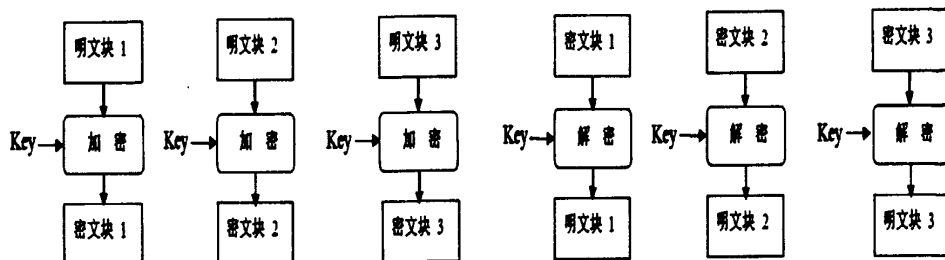 明文块 1 明文块 2 明文块 3 密文块 1 密文块 2 密文块 3
Key 加 密 Key 加 密 Key 加 密 Key 解 密 Key 解 密 Key 解 密
密文块 1 密文块 2 密文块 3 明文块 1 明文块 2 明文块 3